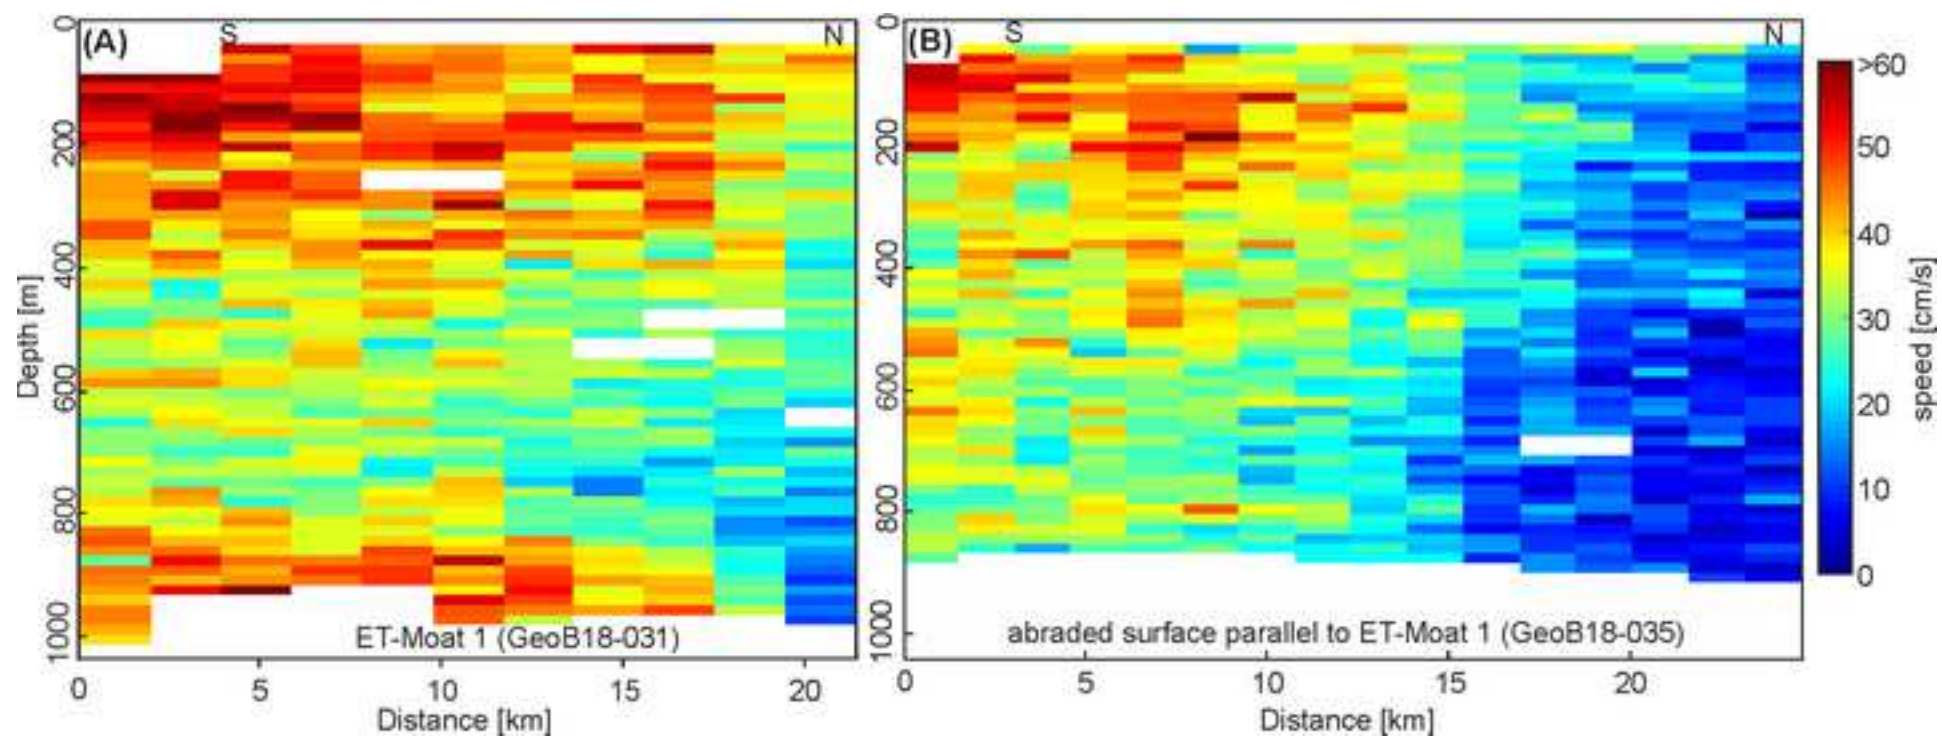 (A)
S
N
0
200
400
600
800
1000
Depth [m]
ET-Moat 1 (GeoB18-031)
0
5
10
15
20
Distance [km]
(B)
S
N
0
200
400
600
800
1000
abraded surface parallel to ET-Moat 1 (GeoB18-035)
0
5
10
15
20
Distance [km]
>60
50
40
30
20
10
0
speed [cm/s]